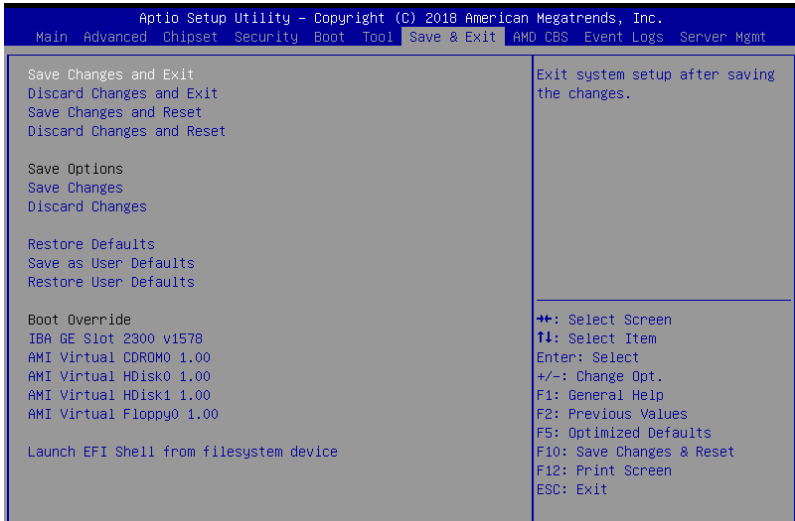 Aptio Setup Utility – Copyright (C) 2018 American Megatrends, Inc.
Main Advanced Chipset Security Boot Tool Save & Exit AMD CBS Event Logs Server Mgmt
Save Changes and Exit
Discard Changes and Exit
Save Changes and Reset
Discard Changes and Reset
Save Options
Save Changes
Discard Changes
Restore Defaults
Save as User Defaults
Restore User Defaults
Boot Override
IBA GE Slot 2300 v1578
AMI Virtual CDROM0 1.00
AMI Virtual HDisk0 1.00
AMI Virtual HDisk1 1.00
AMI Virtual Floppy0 1.00
Launch EFI Shell from filesystem device
Exit system setup after saving
the changes.
→←: Select Screen
↑↓: Select Item
Enter: Select
+/-: Change Opt.
F1: General Help
F2: Previous Values
F5: Optimized Defaults
F10: Save Changes & Reset
F12: Print Screen
ESC: Exit